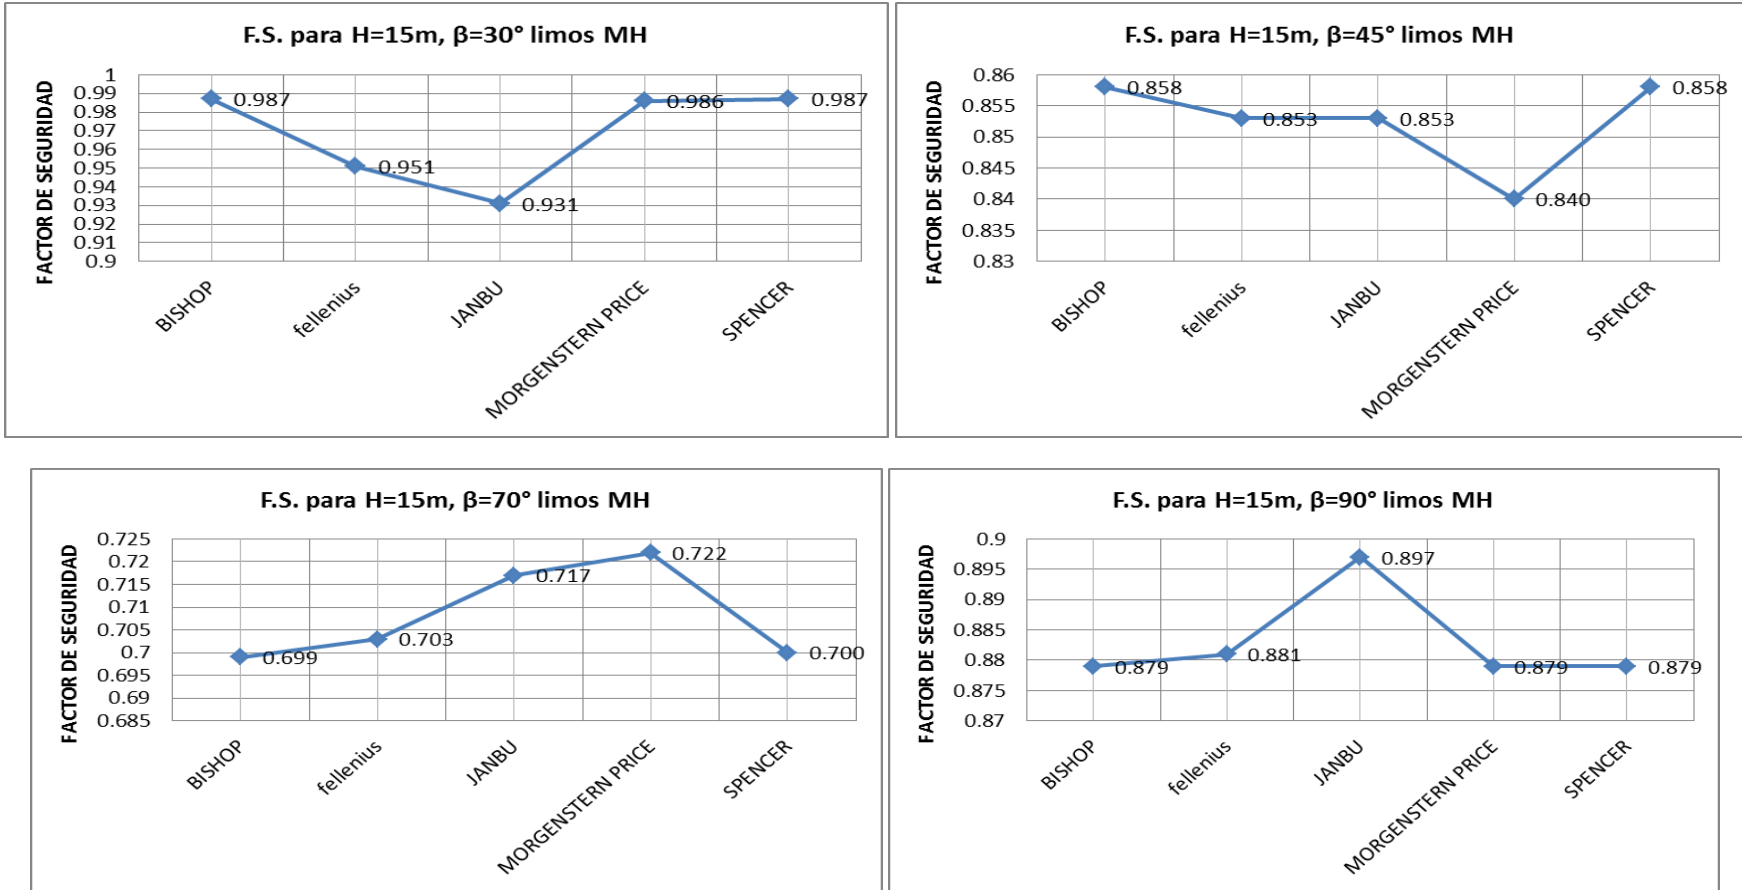 F.S. para H=15m, β=30° limos MH
FACTOR DE SEGURIDAD
1
0.99
0.98
0.97
0.96
0.95
0.94
0.93
0.92
0.91
0.9
0.987
0.951
0.931
0.986
0.987
BISHOP
fellenius
JANBU
MORGENSTERN PRICE
SPENCER
F.S. para H=15m, β=45° limos MH
FACTOR DE SEGURIDAD
0.86
0.855
0.85
0.845
0.84
0.835
0.83
0.858
0.853
0.853
0.840
0.858
BISHOP
fellenius
JANBU
MORGENSTERN PRICE
SPENCER
F.S. para H=15m, β=70° limos MH
FACTOR DE SEGURIDAD
0.725
0.72
0.715
0.71
0.705
0.7
0.695
0.69
0.685
0.699
0.703
0.717
0.722
0.700
BISHOP
fellenius
JANBU
MORGENSTERN PRICE
SPENCER
F.S. para H=15m, β=90° limos MH
FACTOR DE SEGURIDAD
0.9
0.895
0.89
0.885
0.88
0.875
0.87
0.879
0.881
0.897
0.879
0.879
BISHOP
fellenius
JANBU
MORGENSTERN PRICE
SPENCER